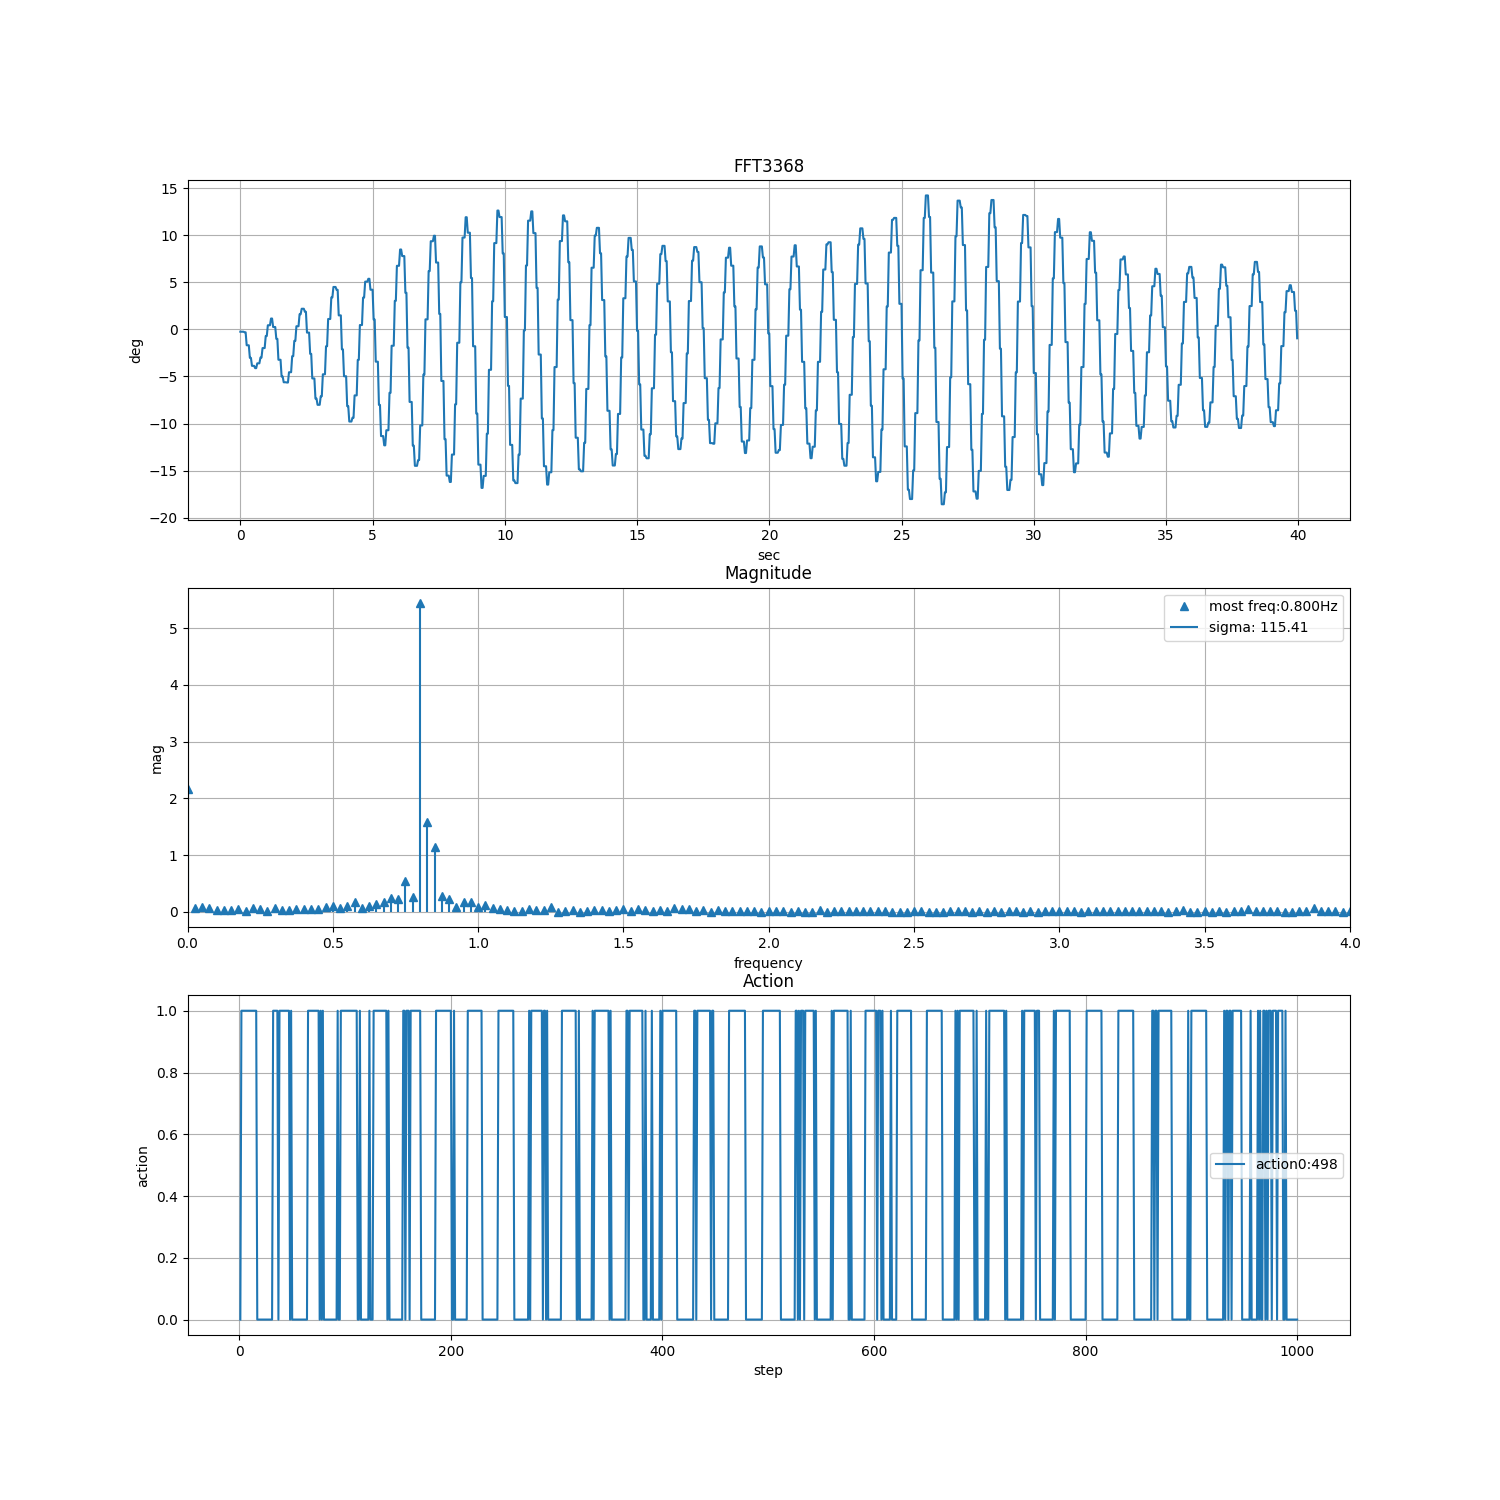 FFT3368
15
10
5
0
−5
−10
−15
−20
deg
0 5 10 15 20 25 30 35 40
sec
Magnitude
most freq:0.800Hz
sigma: 115.41
5
4
3
2
1
0
mag
0.0 0.5 1.0 1.5 2.0 2.5 3.0 3.5 4.0
frequency
Action
1.0
0.8
0.6
0.4
0.2
0.0
action
action0:498
0 200 400 600 800 1000
step